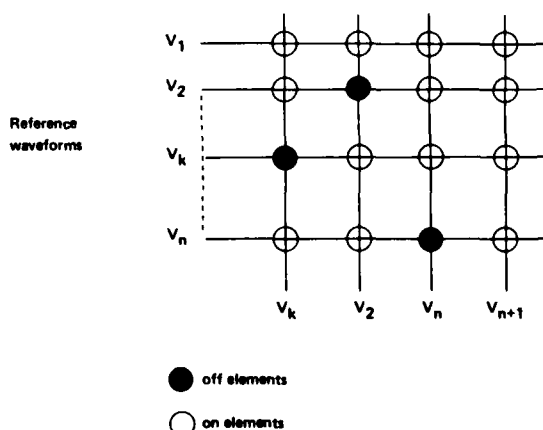 V1
V2
Reference
waveforms
Vk
Vn
Vk V2 Vn Vn+1
off elements
on elements